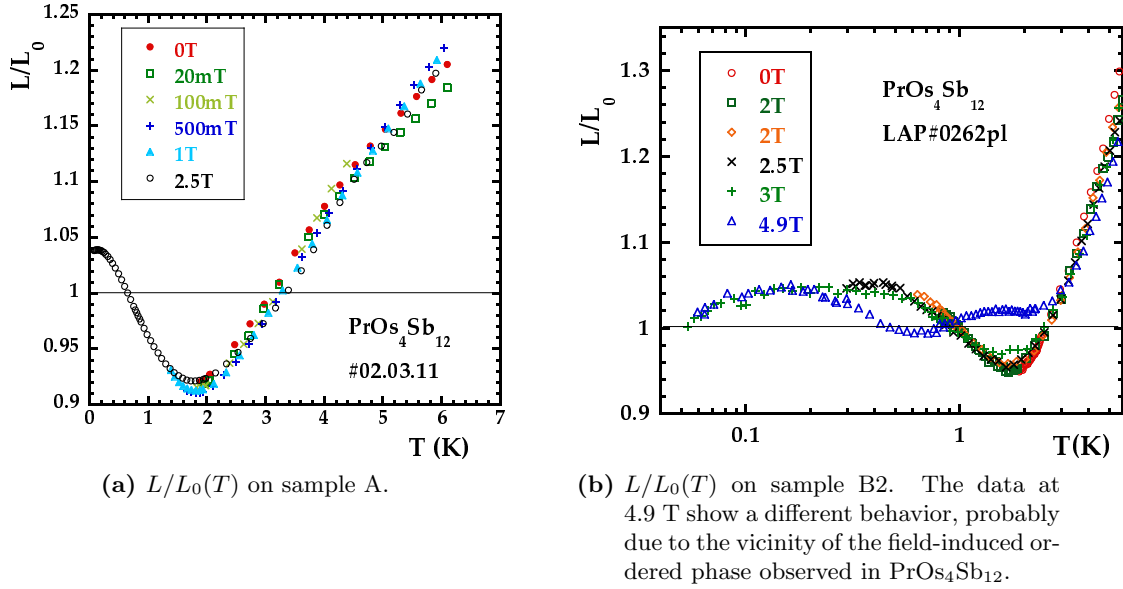 1.25
1.2
1.15
1.1
1.05
1
0.95
0.9
L/L₀
0T
20mT
100mT
500mT
1T
2.5T
PrOs₄Sb₁₂
#02.03.11
0 1 2 3 4 5 6 7
T (K)
(a) L/L₀(T) on sample A.
1.3
1.2
1.1
1
0.9
L/L₀
0T
2T
2T
2.5T
3T
4.9T
PrOs₄Sb₁₂
LAP#0262pl
0.1 1 T(K)
(b) L/L₀(T) on sample B2. The data at
4.9 T show a different behavior, probably
due to the vicinity of the field-induced or-
dered phase observed in PrOs₄Sb₁₂.